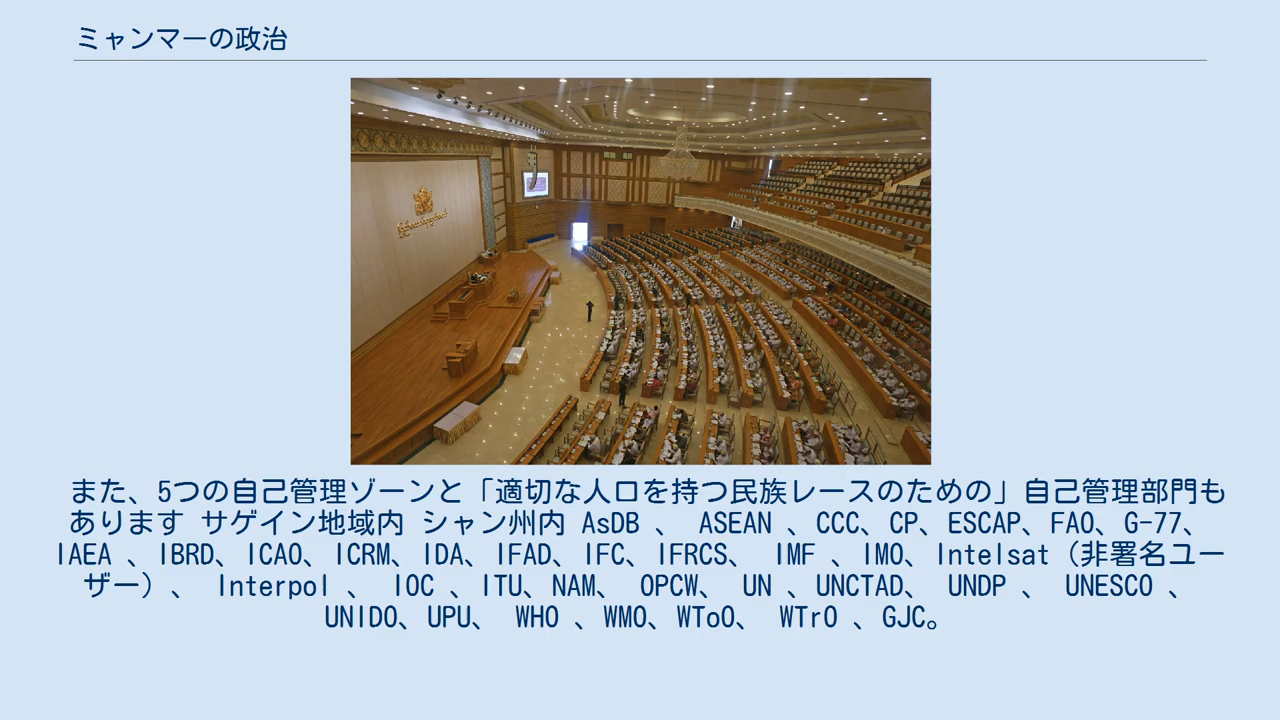 ミャンマーの政治
また、5つの自己管理ゾーンと「適切な人口を持つ民族レースのための」自己管理部門も
あります サゲイン地域内 シャン州内 AsDB 、 ASEAN 、CCC、CP、ESCAP、FAO、G-77、
IAEA 、IBRD、ICAO、ICRM、IDA、IFAD、IFC、IFRCS、 IMF 、IMO、Intelsat（非署名ユー
ザー）、 Interpol 、 IOC 、ITU、NAM、 OPCW、 UN 、UNCTAD、 UNDP 、 UNESCO 、
UNIDO、UPU、 WHO 、WMO、WToO、 WTrO 、GJC。